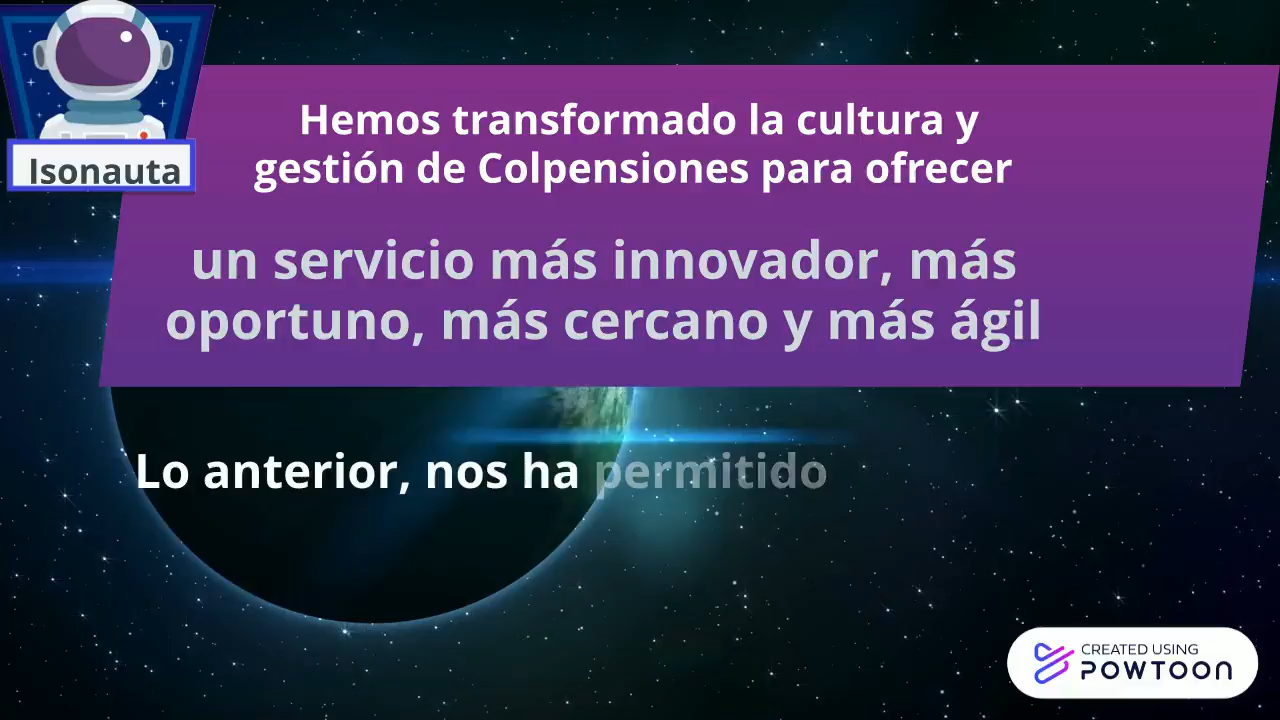 Isonauta
Hemos transformado la cultura y
gestión de Colpensiones para ofrecer
un servicio más innovador, más
oportuno, más cercano y más ágil
Lo anterior, nos ha permitido
CREATED USING
POWTOON